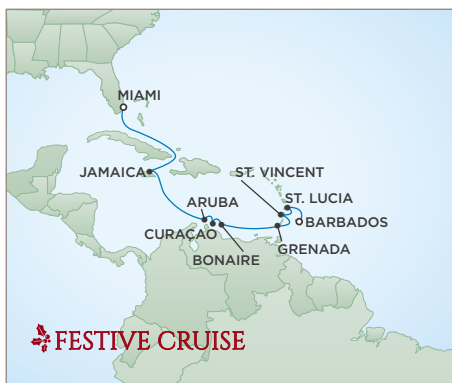 MIAMI
JAMAICA
ST. VINCENT
ST. LUCIA
ARUBA
BARBADOS
CURAÇAO
GRENADA
BONAIRE
FESTIVE CRUISE